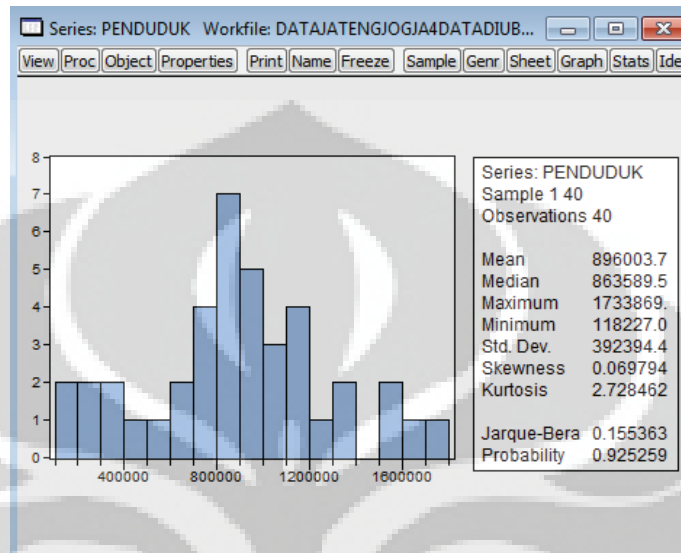 Series: PENDUDUK Workfile: DATAJATENGJOGJA4DATADIUB...
View Proc Object Properties Print Name Freeze Sample Genr Sheet Graph Stats Ide
8
7
6
5
4
3
2
1
0
400000 800000 1200000 1600000
Series: PENDUDUK
Sample 1 40
Observations 40
Mean 896003.7
Median 863589.5
Maximum 1733869.
Minimum 118227.0
Std. Dev. 392394.4
Skewness 0.069794
Kurtosis 2.728462
Jarque-Bera 0.155363
Probability 0.925259